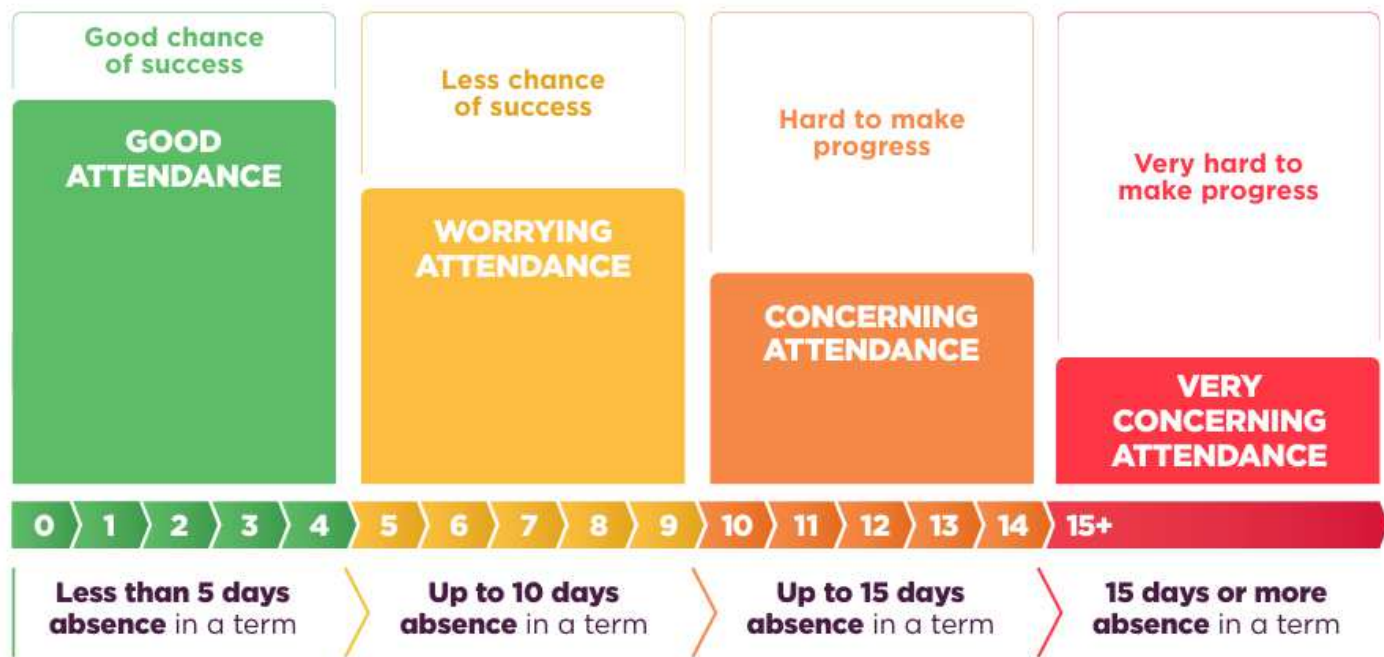 Good chance
of success
GOOD
ATTENDANCE
Less chance
of success
WORRYING
ATTENDANCE
Hard to make
progress
CONCERNING
ATTENDANCE
Very hard to
make progress
VERY
CONCERNING
ATTENDANCE
0 1 2 3 4 5 6 7 8 9 10 11 12 13 14 15+
Less than 5 days
absence in a term
Up to 10 days
absence in a term
Up to 15 days
absence in a term
15 days or more
absence in a term